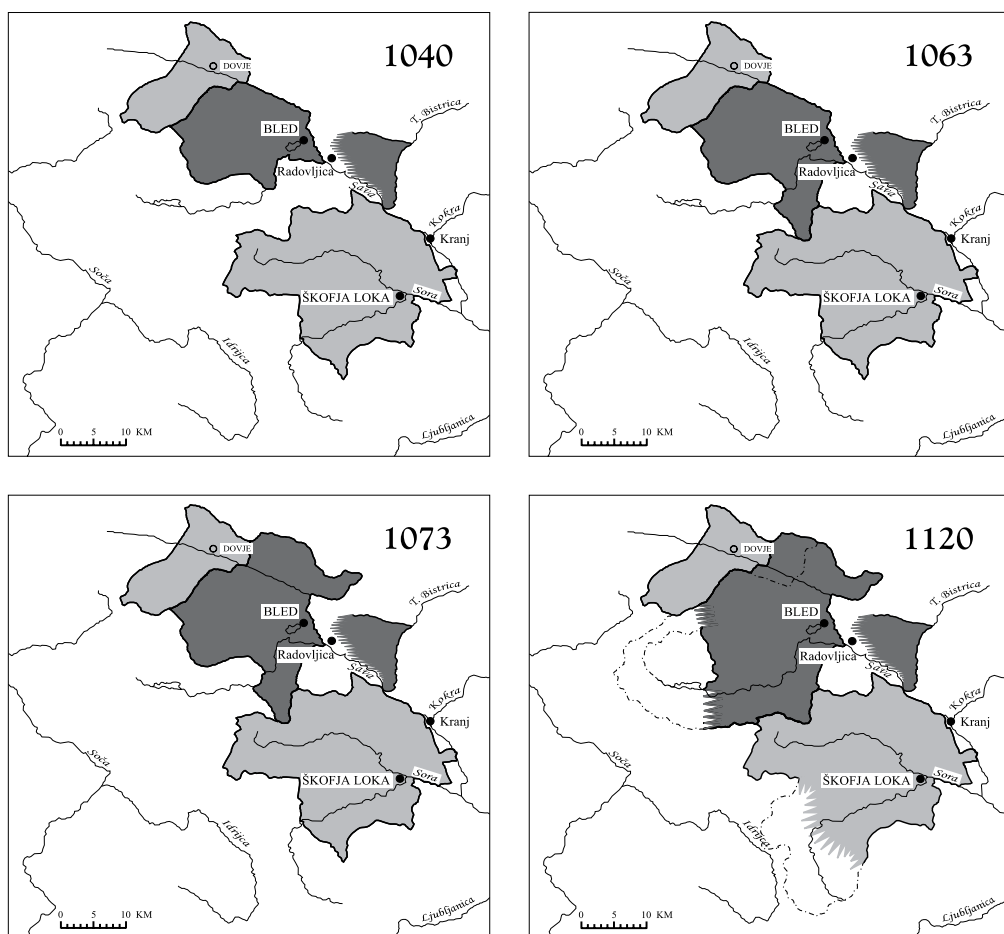 1040
DOVJE
T. Bistrica
BLED
Radovljica
Sava
Kokra
Kranj
Soča
ŠKOFJA LOKA
Sora
Idrijca
0 5 10 KM
Ljubljanica
1063
DOVJE
T. Bistrica
BLED
Radovljica
Sava
Kokra
Kranj
Soča
ŠKOFJA LOKA
Sora
Idrijca
0 5 10 KM
Ljubljanica
1073
DOVJE
T. Bistrica
BLED
Radovljica
Sava
Kokra
Kranj
Soča
ŠKOFJA LOKA
Sora
Idrijca
0 5 10 KM
Ljubljanica
1120
DOVJE
T. Bistrica
BLED
Radovljica
Sava
Kokra
Kranj
Soča
ŠKOFJA LOKA
Sora
Idrijca
0 5 10 KM
Ljubljanica